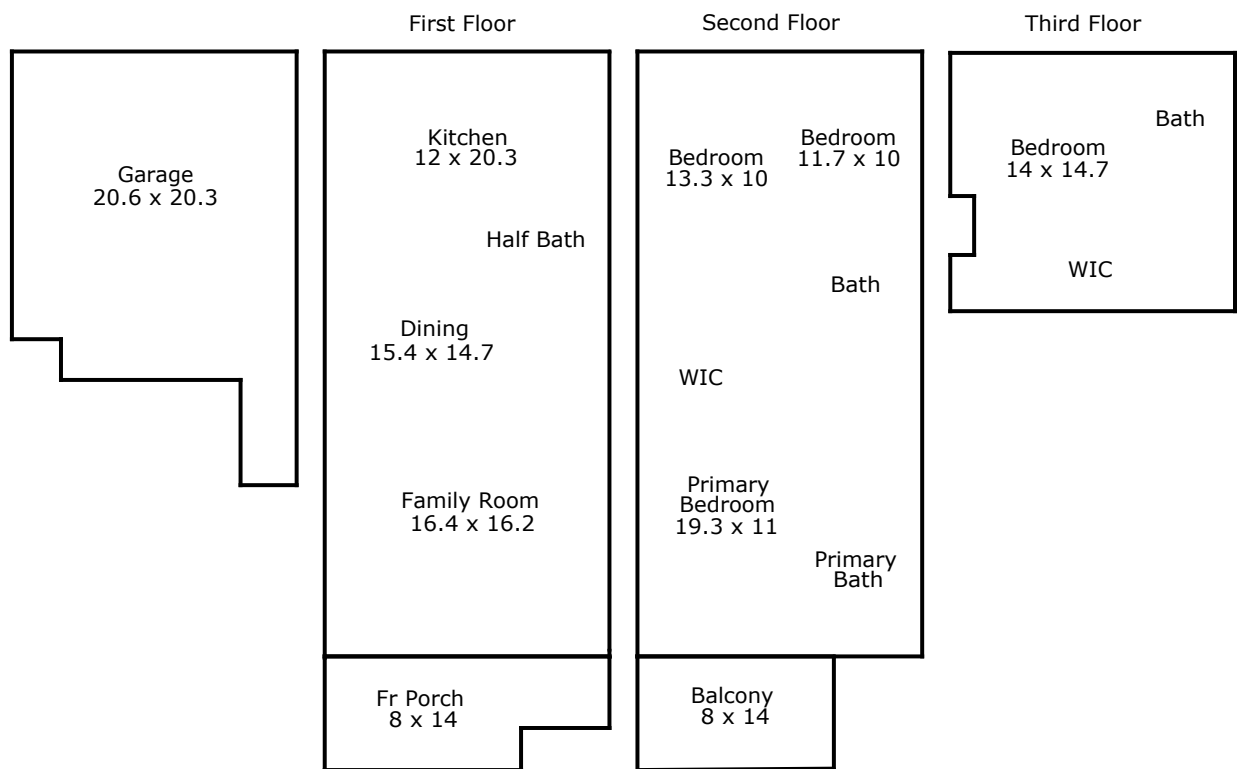 First Floor
Second Floor
Third Floor
Garage
20.6 x 20.3
Kitchen
12 x 20.3
Half Bath
Dining
15.4 x 14.7
Family Room
16.4 x 16.2
Fr Porch
8 x 14
Bedroom
13.3 x 10
Bedroom
11.7 x 10
Bath
WIC
Primary
Bedroom
19.3 x 11
Primary
Bath
Balcony
8 x 14
Bedroom
14 x 14.7
Bath
WIC